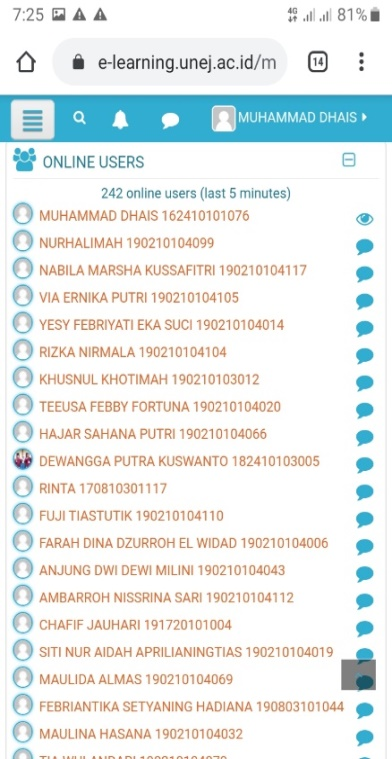 7:25 4G 81%
e-learning.unej.ac.id/m 14
MUHAMMAD DHAIS
ONLINE USERS
242 online users (last 5 minutes)
MUHAMMAD DHAIS 162410101076
NURHALIMAH 190210104099
NABILA MARSHA KUSSAFITRI 190210104117
VIA ERNIKA PUTRI 190210104105
YESY FEBRIYATI EKA SUCI 190210104014
RIZKA NIRMALA 190210104104
KHUSNUL KHOTIMAH 190210103012
TEEUSA FEBBY FORTUNA 190210104020
HAJAR SAHANA PUTRI 190210104066
DEWANGGA PUTRA KUSWANTO 182410103005
RINTA 170810301117
FUJI TIASTUTIK 190210104110
FARAH DINA DZURROH EL WIDAD 190210104006
ANJUNG DWI DEWI MILINI 190210104043
AMBARROH NISSRINA SARI 190210104112
CHAFIF JAUHARI 191720101004
SITI NUR AIDAH APRILIANINGTIAS 190210104019
MAULIDA ALMAS 190210104069
FEBRIANTIKA SETYANING HADIANA 190803101044
MAULINA HASANA 190210104032